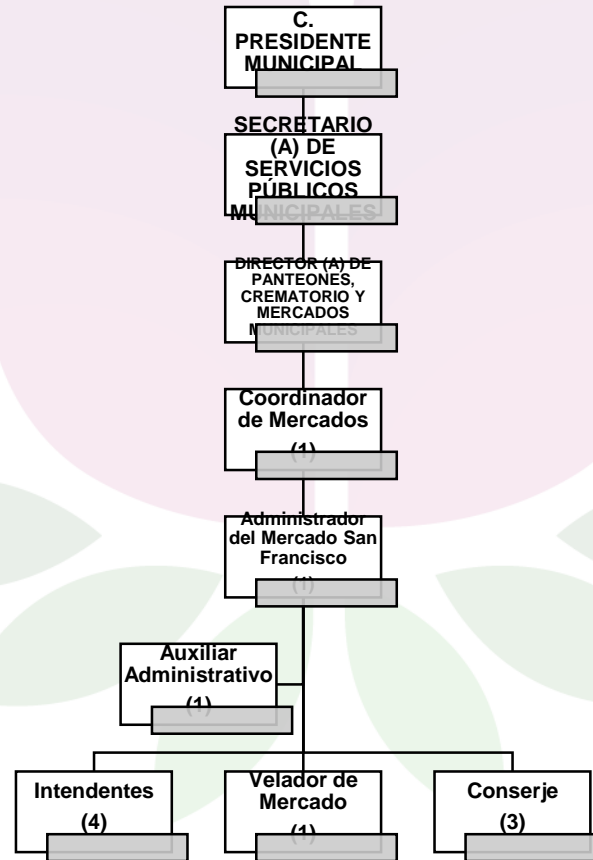 C.
PRESIDENTE
MUNICIPAL
SECRETARIO
(A) DE
SERVICIOS
PÚBLICOS
MUNICIPALES
DIRECTOR (A) DE
PANTEONES,
CREMATORIO Y
MERCADOS
MUNICIPALES
Coordinador
de Mercados
(1)
Administrador
del Mercado San
Francisco
(1)
Auxiliar
Administrativo
(1)
Intendentes
(4)
Velador de
Mercado
(1)
Conserje
(3)